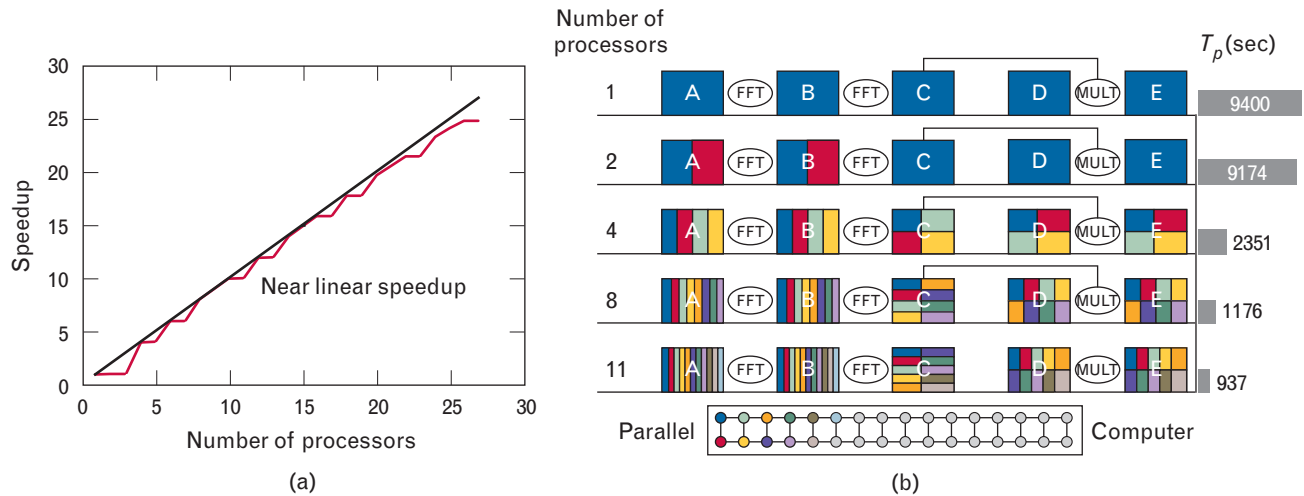 30
25
20
15
10
5
0
Speedup
Near linear speedup
0 5 10 15 20 25 30
Number of processors
(a)
Number of
processors
T_p (sec)
1 A FFT B FFT C D MULT E 9400
2 A FFT B FFT C D MULT E 9174
4 A FFT B FFT C D MULT E 2351
8 A FFT B FFT C D MULT E 1176
11 A FFT B FFT C D MULT E 937
Parallel Computer
(b)